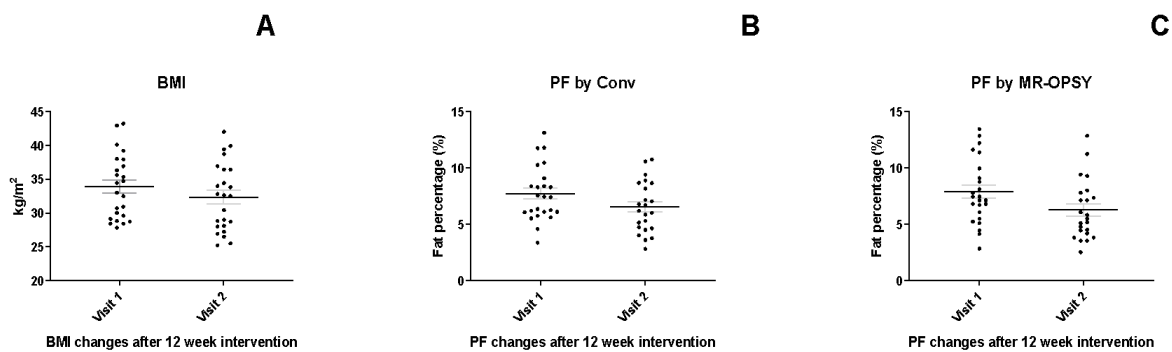 A
BMI
kg/m²
45
40
35
30
25
20
Visit 1
Visit 2
BMI changes after 12 week intervention
B
PF by Conv
Fat percentage (%)
15
10
5
0
Visit 1
Visit 2
PF changes after 12 week intervention
C
PF by MR-OPSY
Fat percentage (%)
15
10
5
0
Visit 1
Visit 2
PF changes after 12 week intervention